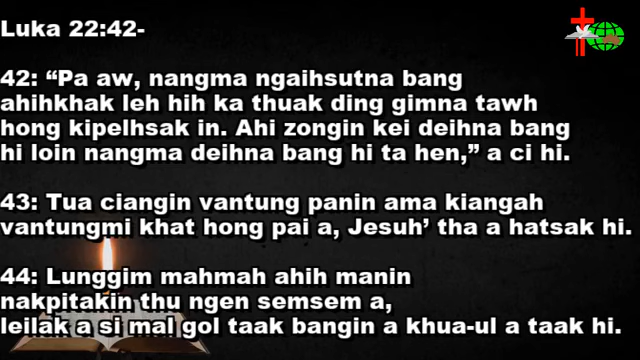 Luka 22:42-
42: “Pa aw, nangma ngaihsutna bang
ahihkhak leh hih ka thuak ding gimna tawh
hong kipelhsak in. Ahi zongin kei deihna bang
hi loin nangma deihna bang hi ta hen,” a ci hi.
43: Tua ciangin vantung panin ama kiangah
vantungmi khat hong pai a, Jesuh’ tha a hatsak hi.
44: Lunggim mahmah ahih manin
nakpitakin thu ngen semsem a,
leilak a si mal gol taak bangin a khua-ul a taak hi.